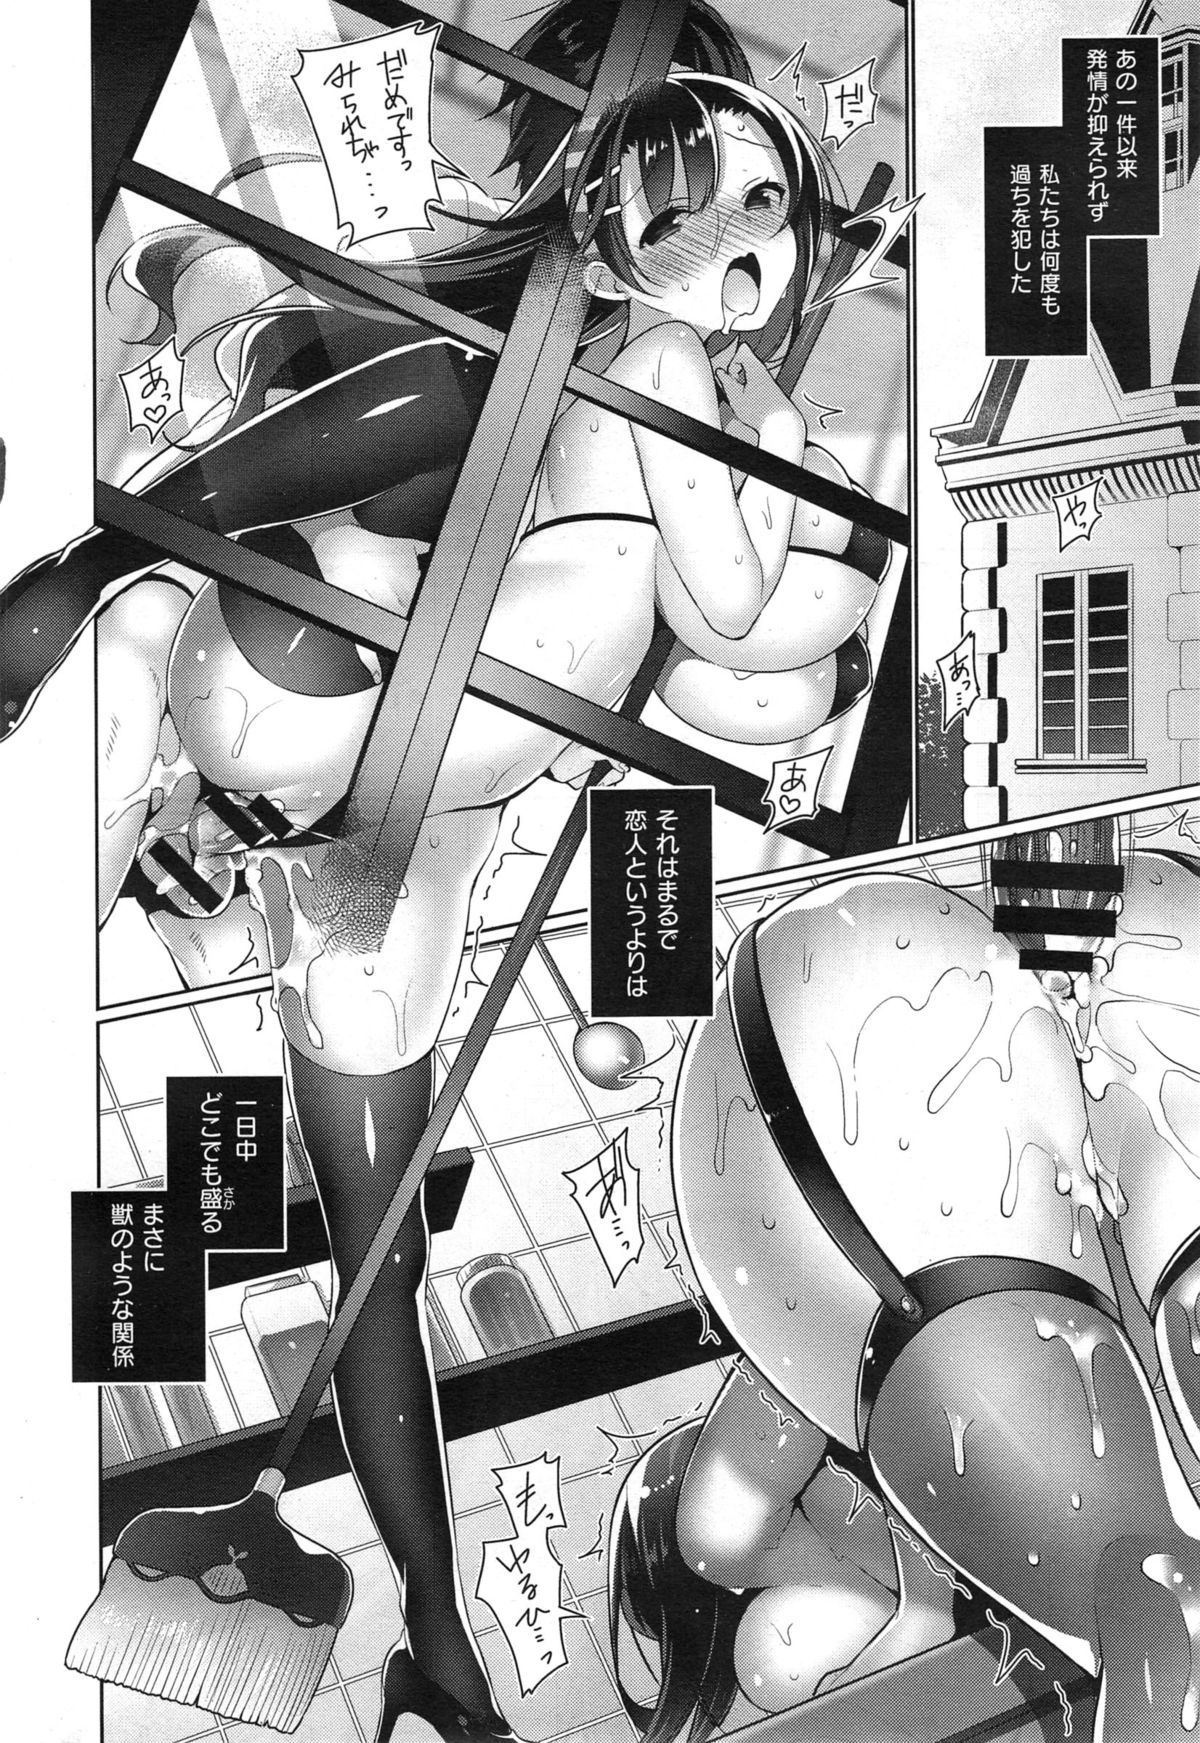 あの一件以来
発情が抑えられず
私たちは何度も
過ちを犯した
だっ
だめですっ
みられちゃ…っ
あっ♡
やっ
あっ…
あ♡
それはまるで
恋人というよりは
あ…っ
もっ
ゆるひ…っ
一日中
どこでも盛る
さか
まさに
獣のような関係